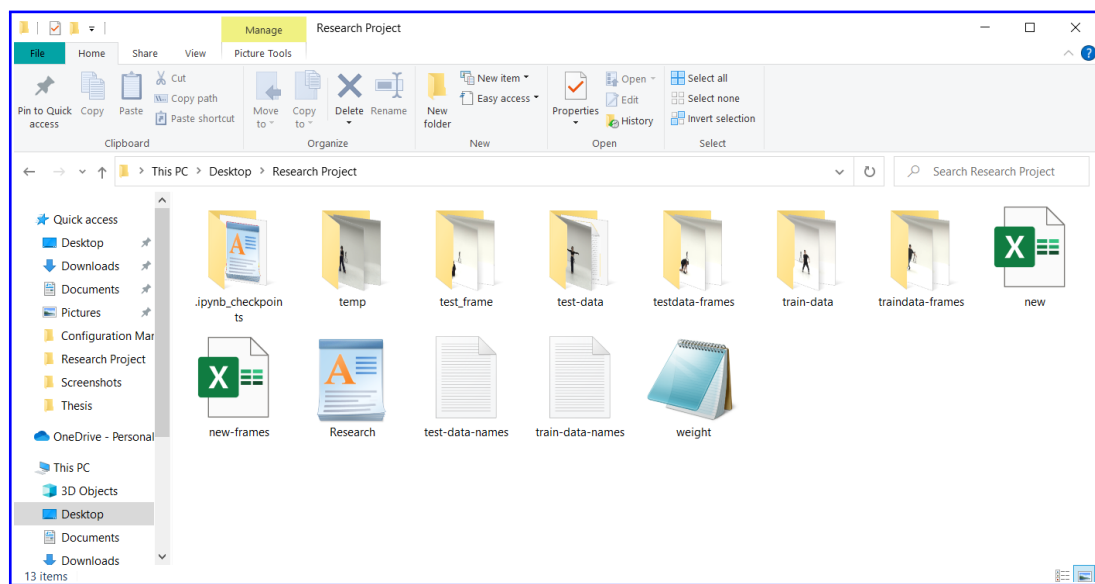 Manage
Research Project
File
Home
Share
View
Picture Tools
Pin to Quick
access
Copy
Paste
Cut
Copy path
Paste shortcut
Clipboard
Move
to
Copy
to
Delete
Rename
Organize
New
folder
New item
Easy access
New
Properties
Open
Edit
History
Open
Select all
Select none
Invert selection
Select
This PC > Desktop > Research Project
Search Research Project
Quick access
Desktop
Downloads
Documents
Pictures
Configuration Mar
Research Project
Screenshots
Thesis
OneDrive - Personal
This PC
3D Objects
Desktop
Documents
Downloads
.ipynb_checkpoin
ts
temp
test_frame
test-data
testdata-frames
train-data
traindata-frames
new
new-frames
Research
test-data-names
train-data-names
weight
13 items